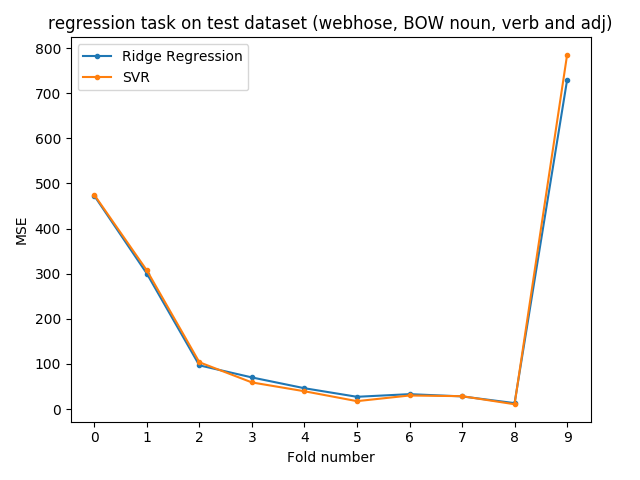 regression task on test dataset (webhose, BOW noun, verb and adj)
Ridge Regression
SVR
800
700
600
500
400
300
200
100
0
MSE
0 1 2 3 4 5 6 7 8 9
Fold number